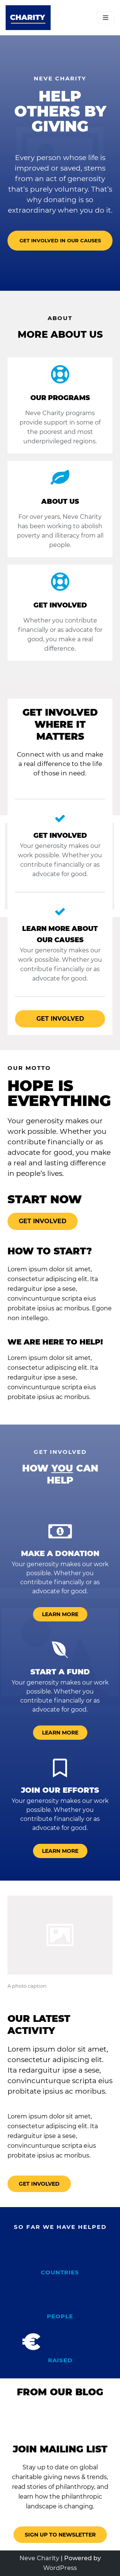 CHARITY
NEVE CHARITY
HELP
OTHERS BY
GIVING
Every person whose life is
improved or saved, stems
from an act of generosity
that's purely voluntary. That's
why donating is so
extraordinary when you do it.
GET INVOLVED IN OUR CAUSES
ABOUT
MORE ABOUT US
OUR PROGRAMS
Neve Charity programs
provide support in some of
the poorest and most
underprivileged regions.
ABOUT US
For over years, Neve Charity
has been working to abolish
poverty and illiteracy from all
people.
GET INVOLVED
Whether you contribute
financially or as advocate for
good, you make a real
difference.
GET INVOLVED
WHERE IT
MATTERS
Connect with us and make
a real difference to the life
of those in need.
GET INVOLVED
Your generosity makes our
work possible. Whether you
contribute financially or as
advocate for good.
LEARN MORE ABOUT
OUR CAUSES
Your generosity makes our
work possible. Whether you
contribute financially or as
advocate for good.
GET INVOLVED
OUR MOTTO
HOPE IS
EVERYTHING
Your generosity makes our
work possible. Whether you
contribute financially or as
advocate for good, you make
a real and lasting difference
in people's lives.
START NOW
GET INVOLVED
HOW TO START?
Lorem ipsum dolor sit amet,
consectetur adipiscing elit. Ita
redarguitur ipse a sese,
convincunturque scripta eius
probitate ipsius ac moribus. Egone
non intellego.
WE ARE HERE TO HELP!
Lorem ipsum dolor sit amet,
consectetur adipiscing elit. Ita
redarguitur ipse a sese,
convincunturque scripta eius
probitate ipsius ac moribus.
GET INVOLVED
HOW YOU CAN
HELP
MAKE A DONATION
Your generosity makes our work
possible. Whether you
contribute financially or as
advocate for good.
LEARN MORE
START A FUND
Your generosity makes our work
possible. Whether you
contribute financially or as
advocate for good.
LEARN MORE
JOIN OUR EFFORTS
Your generosity makes our work
possible. Whether you
contribute financially or as
advocate for good.
LEARN MORE
A photo caption
OUR LATEST
ACTIVITY
Lorem ipsum dolor sit amet,
consectetur adipiscing elit.
Ita redarguitur ipse a sese,
convincunturque scripta eius
probitate ipsius ac moribus.
Lorem ipsum dolor sit amet,
consectetur adipiscing elit. Ita
redarguitur ipse a sese,
convincunturque scripta eius
probitate ipsius ac moribus.
GET INVOLVED
SO FAR WE HAVE HELPED
COUNTRIES
PEOPLE
€
RAISED
FROM OUR BLOG
JOIN MAILING LIST
Stay up to date on global
charitable giving news & trends,
read stories of philanthropy, and
learn how the philanthropic
landscape is changing.
SIGN UP TO NEWSLETTER
Neve Charity | Powered by
WordPress